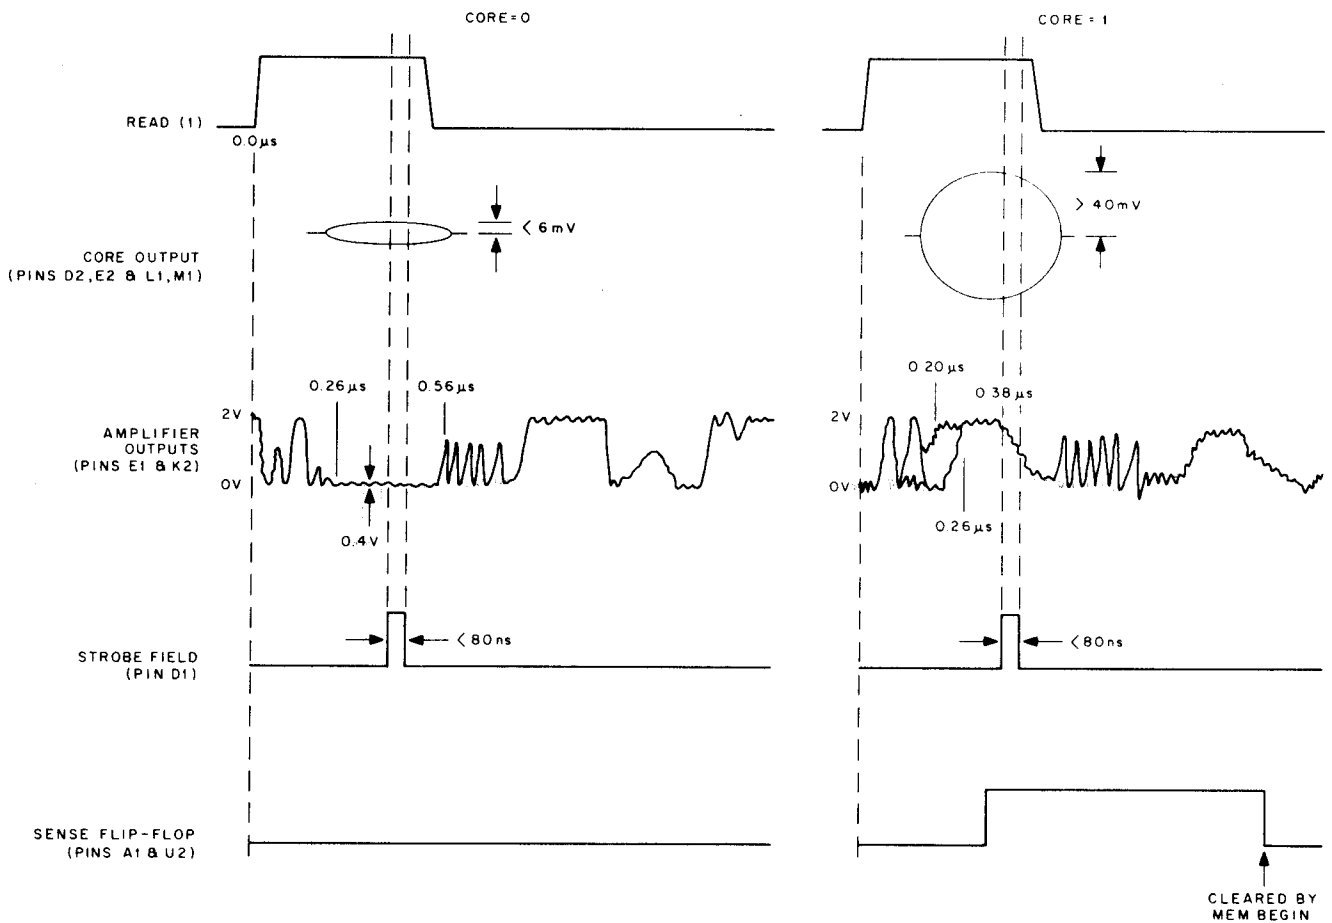 CORE=0
CORE = 1
READ (1)
0.0µs
< 6mV
> 40mV
CORE OUTPUT
(PINS D2,E2 & L1,M1)
0.26µs
0.56µs
0.20µs
0.38µs
2V
2V
AMPLIFIER
OUTPUTS
(PINS E1 & K2)
0V
0V
0.26µs
0.4V
<80ns
<80ns
STROBE FIELD
(PIN D1)
SENSE FLIP-FLOP
(PINS A1 & U2)
CLEARED BY
MEM BEGIN